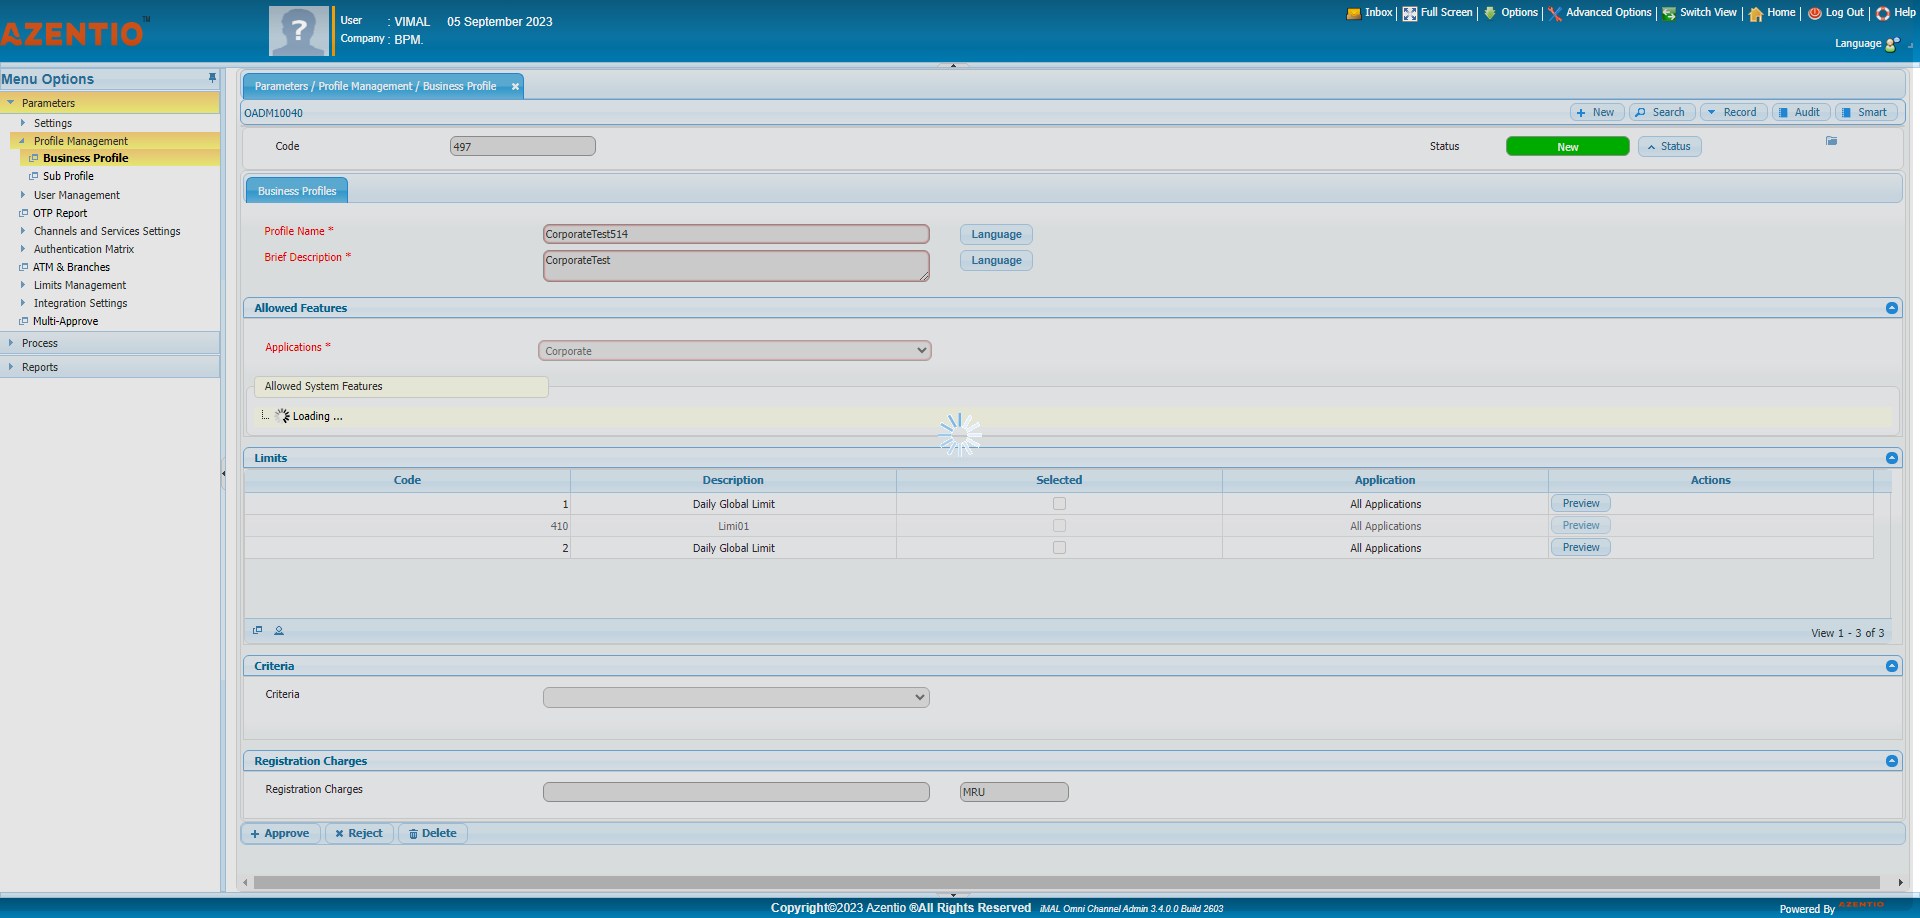 AZENTIO™
User : VIMAL 05 September 2023
Company : BPM.
Inbox Full Screen Options Advanced Options Switch View Home Log Out Help
Language
Menu Options
Parameters
Settings
Profile Management
Business Profile
Sub Profile
User Management
OTP Report
Channels and Services Settings
Authentication Matrix
ATM & Branches
Limits Management
Integration Settings
Multi-Approve
Process
Reports
Parameters / Profile Management / Business Profile
OADM10040
New Search Record Audit Smart
Code 497 Status New Status
Business Profiles
Profile Name * CorporateTest514 Language
Brief Description * CorporateTest Language
Allowed Features
Applications * Corporate
Allowed System Features
Loading ...
Limits
Code Description Selected Application Actions
1 Daily Global Limit All Applications Preview
410 Limi01 All Applications Preview
2 Daily Global Limit All Applications Preview
View 1 - 3 of 3
Criteria
Criteria
Registration Charges
Registration Charges MRU
Approve Reject Delete
Copyright©2023 Azentio ®All Rights Reserved iMAL Omni Channel Admin 3.4.0.0 Build 2603
Powered By AZENTIO